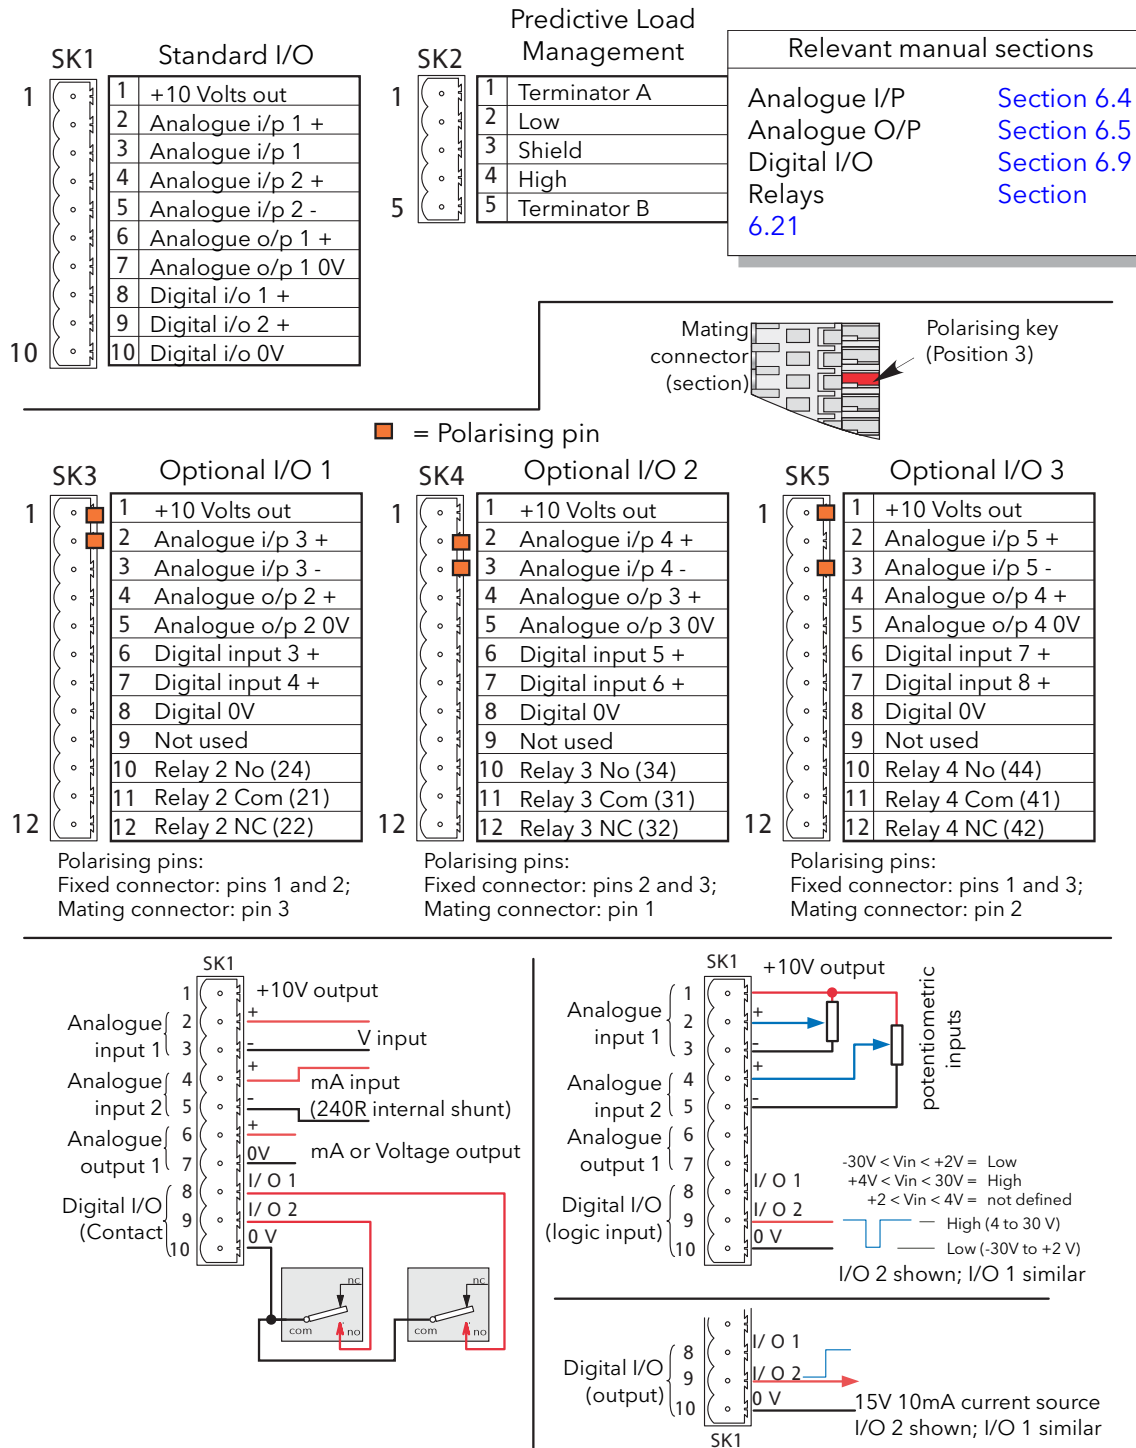 SK1
Standard I/O
1
10
1 +10 Volts out
2 Analogue i/p 1 +
3 Analogue i/p 1
4 Analogue i/p 2 +
5 Analogue i/p 2 -
6 Analogue o/p 1 +
7 Analogue o/p 1 0V
8 Digital i/o 1 +
9 Digital i/o 2 +
10 Digital i/o 0V
SK2
Predictive Load
Management
1
5
1 Terminator A
2 Low
3 Shield
4 High
5 Terminator B
Relevant manual sections
Analogue I/P Section 6.4
Analogue O/P Section 6.5
Digital I/O Section 6.9
Relays Section
6.21
Mating
connector
(section)
Polarising key
(Position 3)
= Polarising pin
SK3
Optional I/O 1
1
12
1 +10 Volts out
2 Analogue i/p 3 +
3 Analogue i/p 3 -
4 Analogue o/p 2 +
5 Analogue o/p 2 0V
6 Digital input 3 +
7 Digital input 4 +
8 Digital 0V
9 Not used
10 Relay 2 No (24)
11 Relay 2 Com (21)
12 Relay 2 NC (22)
Polarising pins:
Fixed connector: pins 1 and 2;
Mating connector: pin 3
SK4
Optional I/O 2
1
12
1 +10 Volts out
2 Analogue i/p 4 +
3 Analogue i/p 4 -
4 Analogue o/p 3 +
5 Analogue o/p 3 0V
6 Digital input 5 +
7 Digital input 6 +
8 Digital 0V
9 Not used
10 Relay 3 No (34)
11 Relay 3 Com (31)
12 Relay 3 NC (32)
Polarising pins:
Fixed connector: pins 2 and 3;
Mating connector: pin 1
SK5
Optional I/O 3
1
12
1 +10 Volts out
2 Analogue i/p 5 +
3 Analogue i/p 5 -
4 Analogue o/p 4 +
5 Analogue o/p 4 0V
6 Digital input 7 +
7 Digital input 8 +
8 Digital 0V
9 Not used
10 Relay 4 No (44)
11 Relay 4 Com (41)
12 Relay 4 NC (42)
Polarising pins:
Fixed connector: pins 1 and 3;
Mating connector: pin 2
SK1
1 +10V output
Analogue
input 1
2 +
3 -
V input
Analogue
input 2
4 +
5 -
mA input
(240R internal shunt)
Analogue
output 1
6 +
7 0V
mA or Voltage output
Digital I/O
(Contact
8 I/ O 1
9 I/ O 2
10 0 V
nc
com
no
nc
com
no
SK1
+10V output
potentiometric
inputs
Analogue
input 1
1
2 +
3 -
Analogue
input 2
4 +
5 -
Analogue
output 1
6
7
Digital I/O
(logic input)
8 I/ O 1
9 I/ O 2
10 0 V
-30V < Vin < +2V = Low
+4V < Vin < 30V = High
+2 < Vin < 4V = not defined
High (4 to 30 V)
Low (-30V to +2 V)
I/O 2 shown; I/O 1 similar
Digital I/O
(output)
8 I/ O 1
9 I/ O 2
10 0 V
15V 10mA current source
I/O 2 shown; I/O 1 similar
SK1